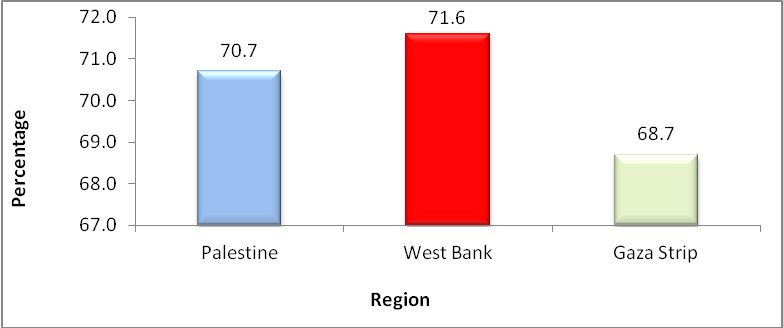 72.0
71.0
70.0
69.0
68.0
67.0
Percentage
70.7
71.6
68.7
Palestine
West Bank
Gaza Strip
Region